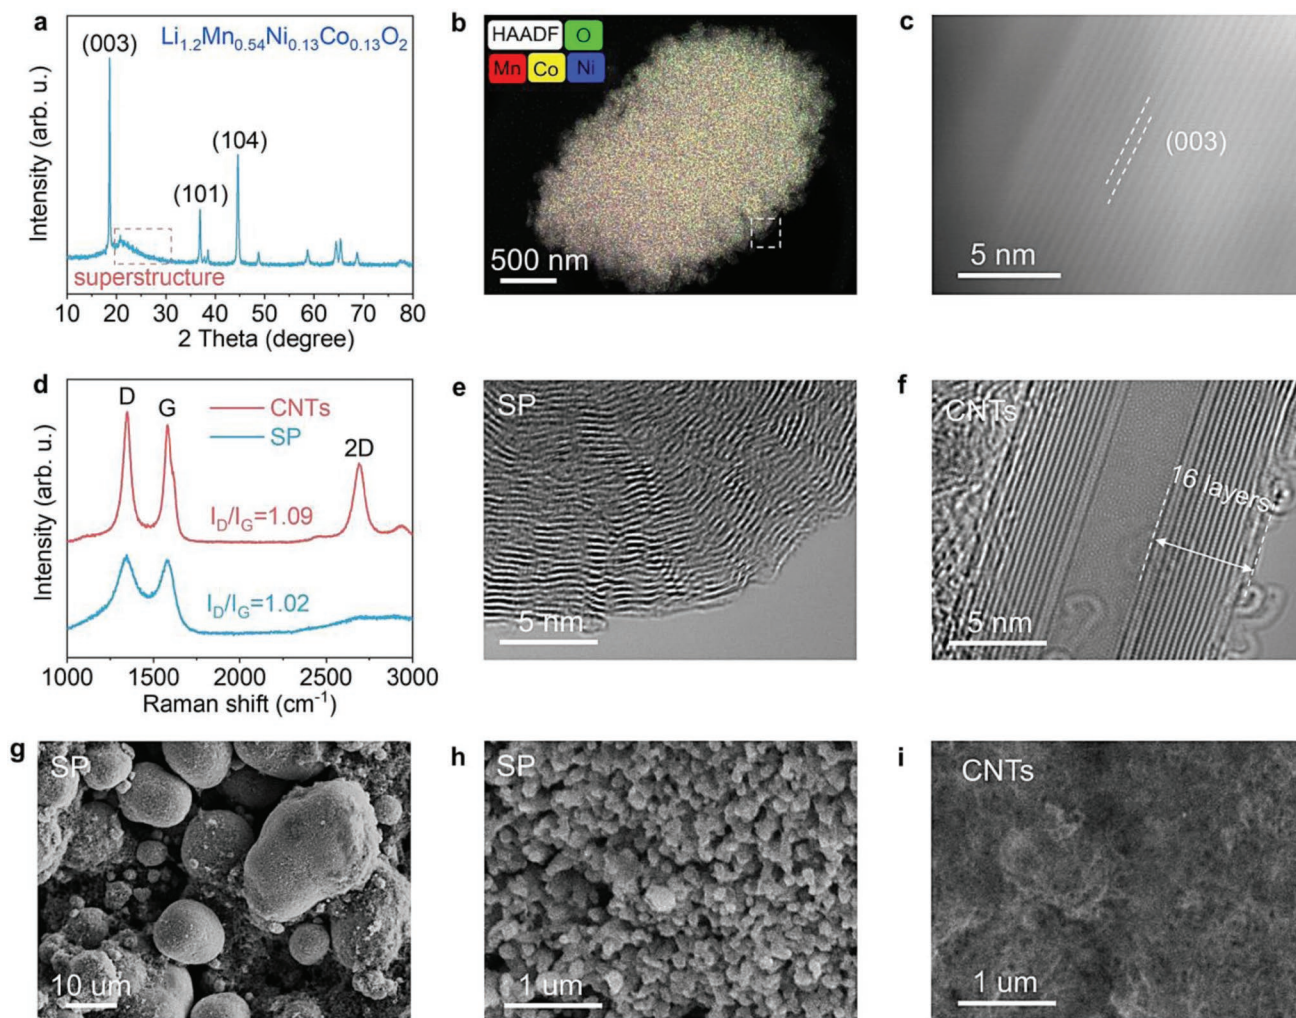 a
Li1.2Mn0.54Ni0.13Co0.13O2
(003)
(101)
(104)
superstructure
Intensity (arb. u.)
10 20 30 40 50 60 70 80
2 Theta (degree)
b
HAADF O
Mn Co Ni
500 nm
c
(003)
5 nm
d
D
G
2D
CNTs
SP
ID/IG=1.09
ID/IG=1.02
Intensity (arb. u.)
1000 1500 2000 2500 3000
Raman shift (cm-1)
e
SP
5 nm
f
CNTs
16 layers
5 nm
g
SP
10 um
h
SP
1 um
i
CNTs
1 um